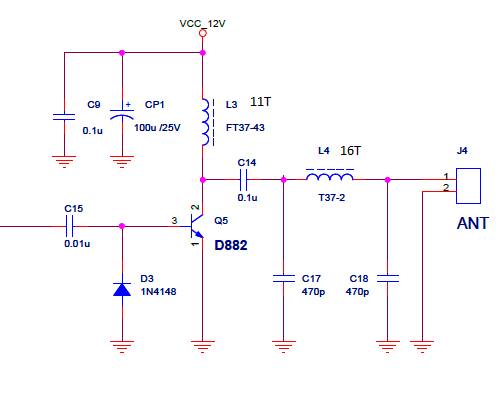 VCC_12V
C9
0.1u
+
CP1
100u /25V
L3
11T
FT37-43
C14
0.1u
L4
16T
T37-2
J4
1
2
ANT
C15
0.01u
3
2
1
Q5
D882
D3
1N4148
C17
470p
C18
470p